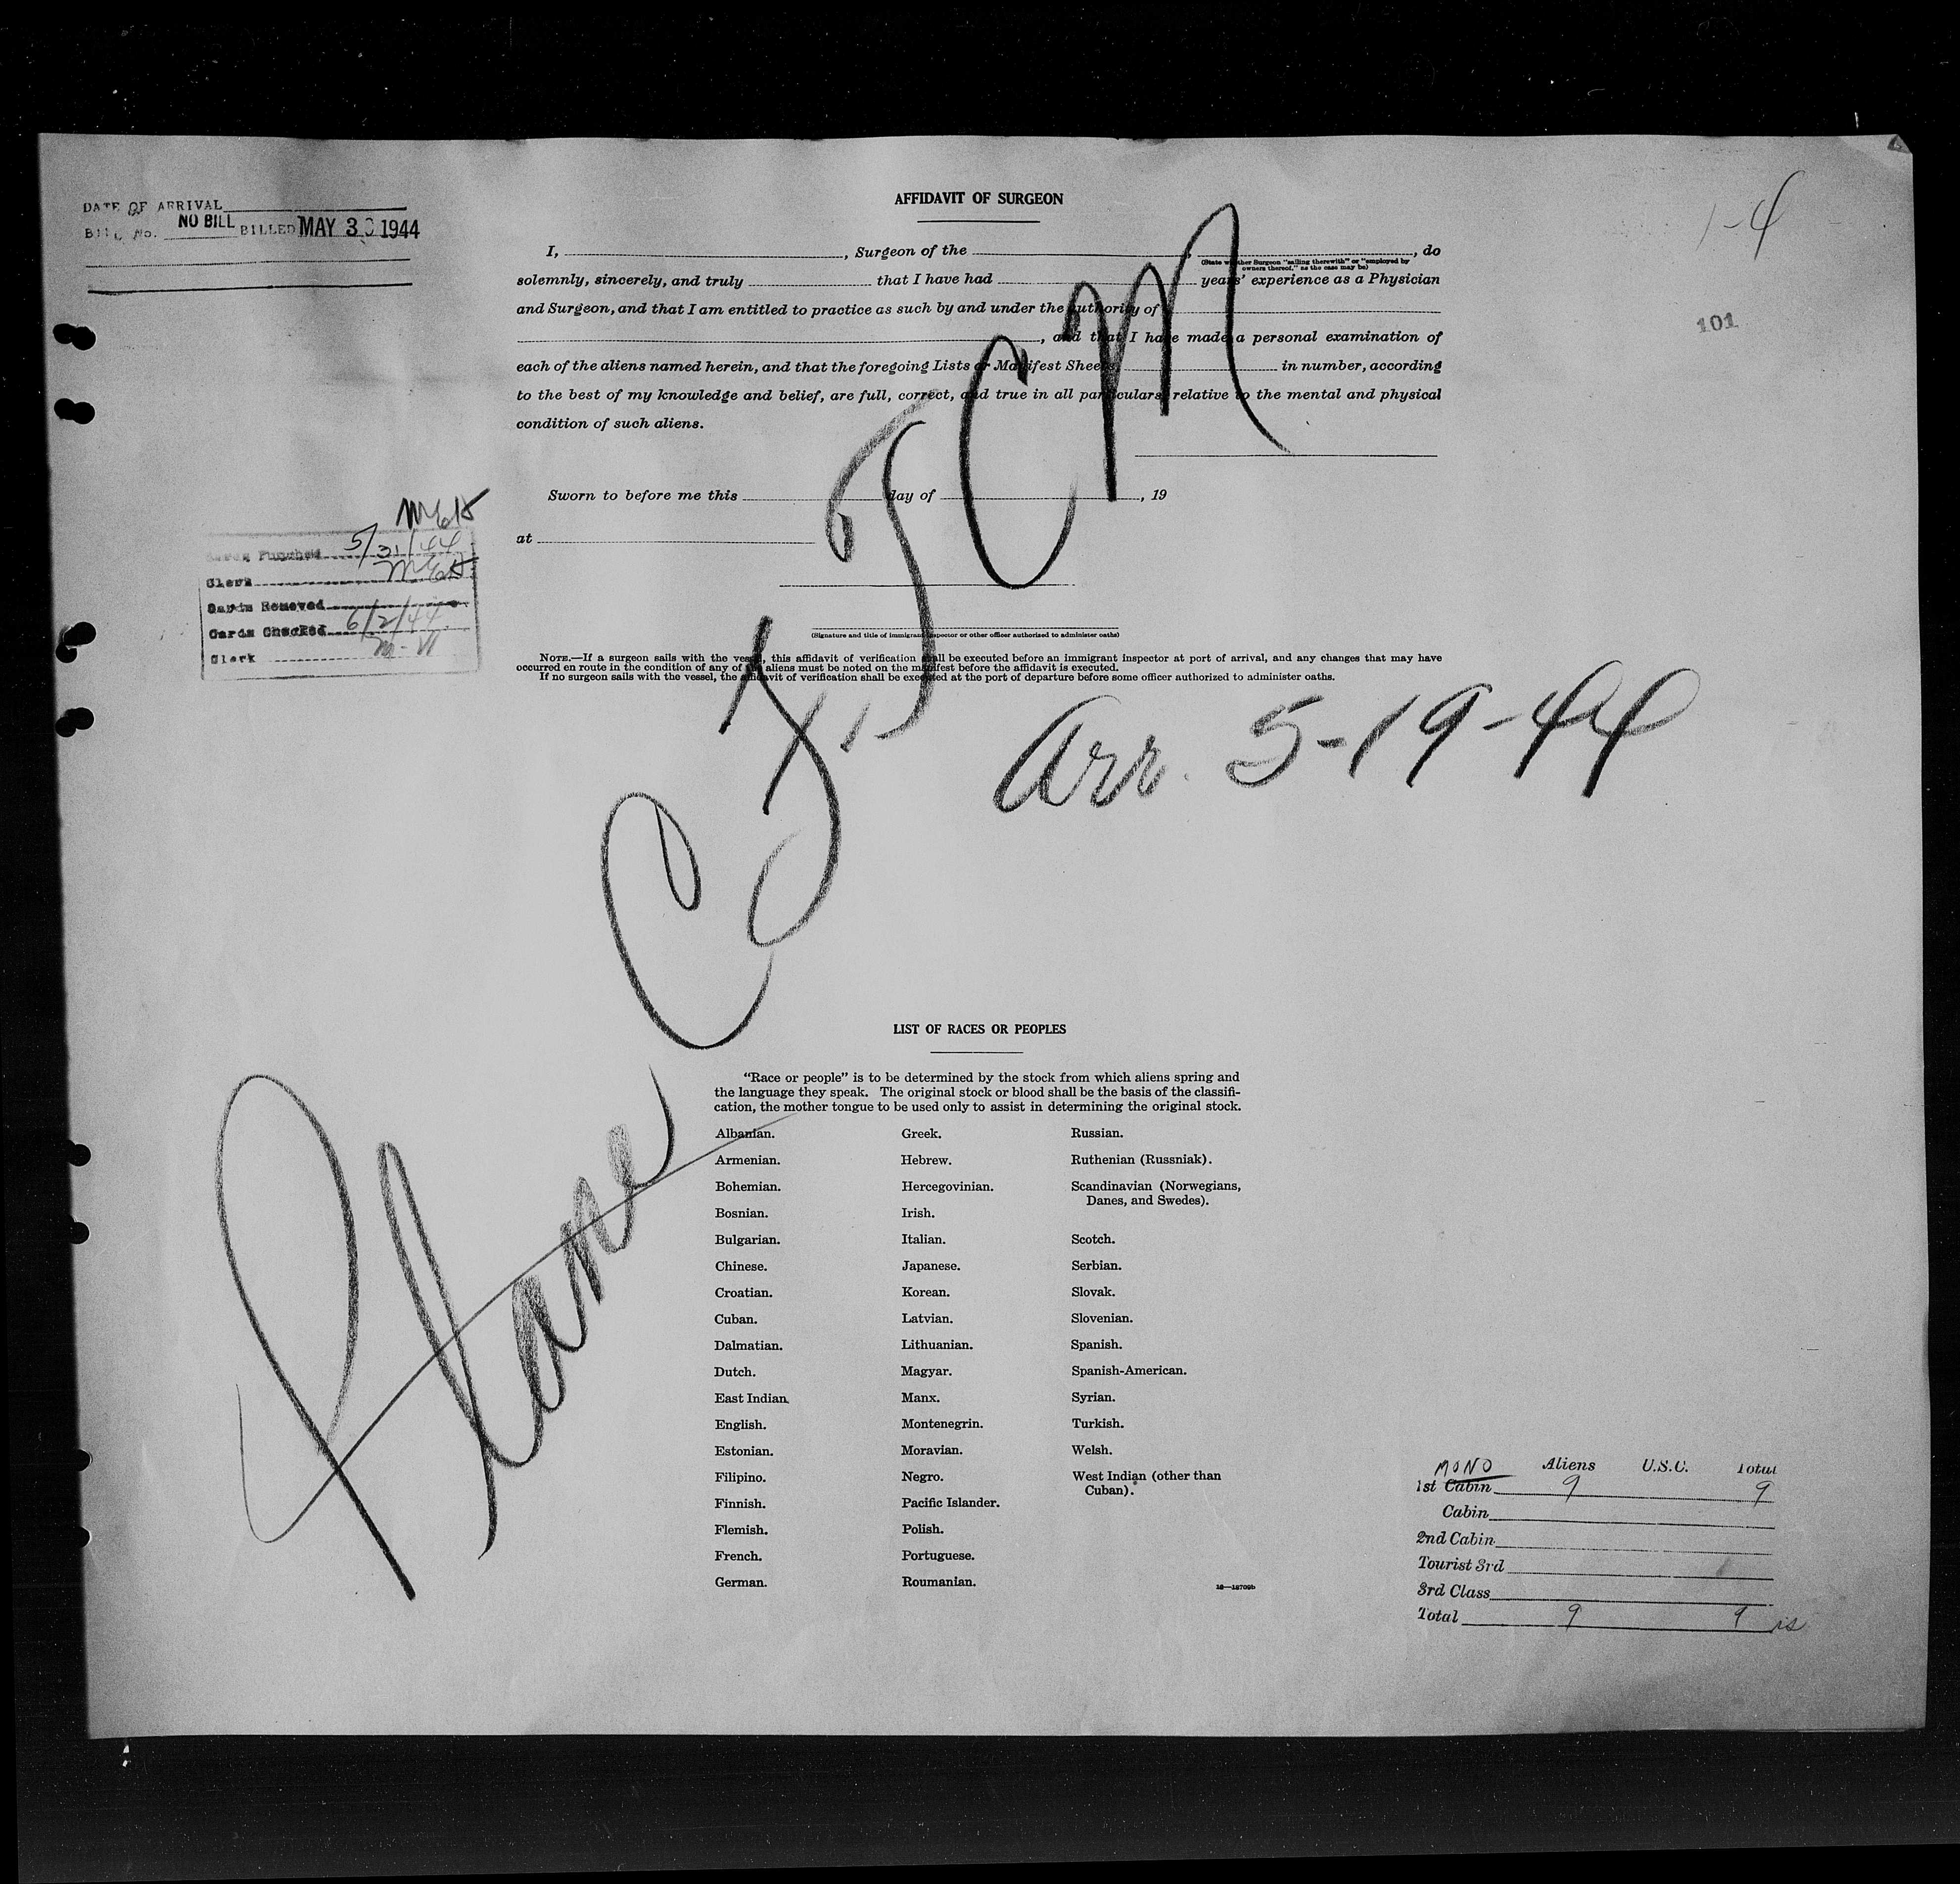 DATE OF ARRIVAL
BILL No. NO BILL BILLED MAY 30 1944
1-4
101
AFFIDAVIT OF SURGEON
I, , Surgeon of the , , do
(State whether Surgeon "sailing therewith" or "employed by
owners thereof," as the case may be)
solemnly, sincerely, and truly that I have had years' experience as a Physician
and Surgeon, and that I am entitled to practice as such by and under the authority of
, and that I have made a personal examination of
each of the aliens named herein, and that the foregoing Lists or Manifest Sheets, in number, according
to the best of my knowledge and belief, are full, correct, and true in all particulars relative to the mental and physical
condition of such aliens.
Sworn to before me this day of , 19
at
(Signature and title of immigrant inspector or other officer authorized to administer oaths)
Punched 5/31/44
Clerk
Cards Removed
Cards Checked 6/2/44
Clerk
NOTE.—If a surgeon sails with the vessel, this affidavit of verification shall be executed before an immigrant inspector at port of arrival, and any changes that may have
occurred en route in the condition of any of the aliens must be noted on the manifest before the affidavit is executed.
If no surgeon sails with the vessel, the affidavit of verification shall be executed at the port of departure before some officer authorized to administer oaths.
Plane
Arr. 5-19-44
LIST OF RACES OR PEOPLES
"Race or people" is to be determined by the stock from which aliens spring and
the language they speak. The original stock or blood shall be the basis of the classifi-
cation, the mother tongue to be used only to assist in determining the original stock.
Albanian.
Armenian.
Bohemian.
Bosnian.
Bulgarian.
Chinese.
Croatian.
Cuban.
Dalmatian.
Dutch.
East Indian.
English.
Estonian.
Filipino.
Finnish.
Flemish.
French.
German.
Greek.
Hebrew.
Hercegovinian.
Irish.
Italian.
Japanese.
Korean.
Latvian.
Lithuanian.
Magyar.
Manx.
Montenegrin.
Moravian.
Negro.
Pacific Islander.
Polish.
Portuguese.
Roumanian.
Russian.
Ruthenian (Russniak).
Scandinavian (Norwegians,
Danes, and Swedes).
Scotch.
Serbian.
Slovak.
Slovenian.
Spanish.
Spanish-American.
Syrian.
Turkish.
Welsh.
West Indian (other than
Cuban).
16—18709b
MONO Aliens U.S.C. Total
1st Cabin 9 9
Cabin
2nd Cabin
Tourist 3rd
3rd Class
Total 9 9